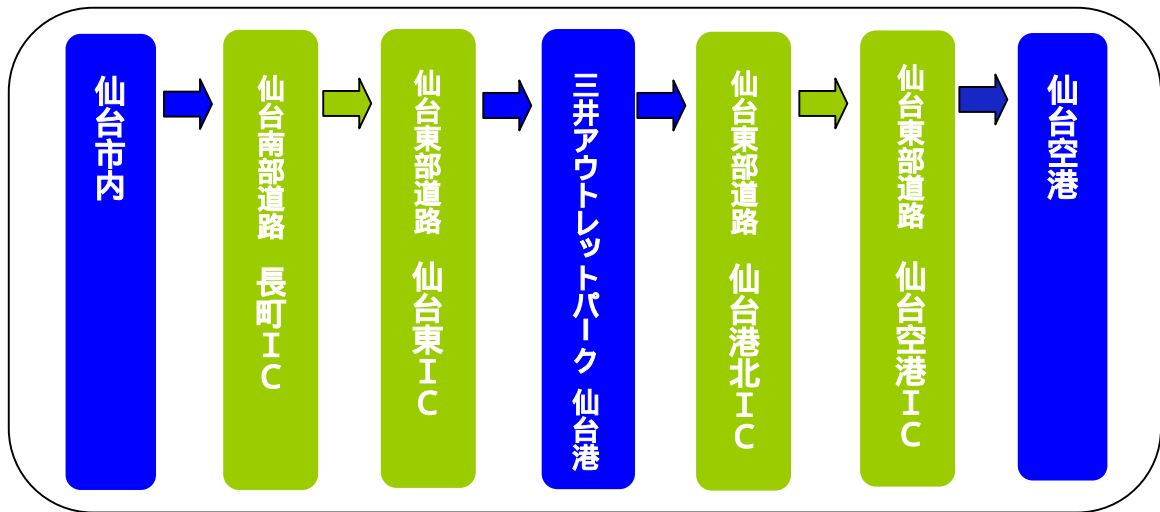 仙台市内
仙台南部道路　長町ＩＣ
仙台東部道路　仙台東ＩＣ
三井アウトレットパーク 仙台港
仙台東部道路　仙台港北ＩＣ
仙台東部道路　仙台空港ＩＣ
仙台空港